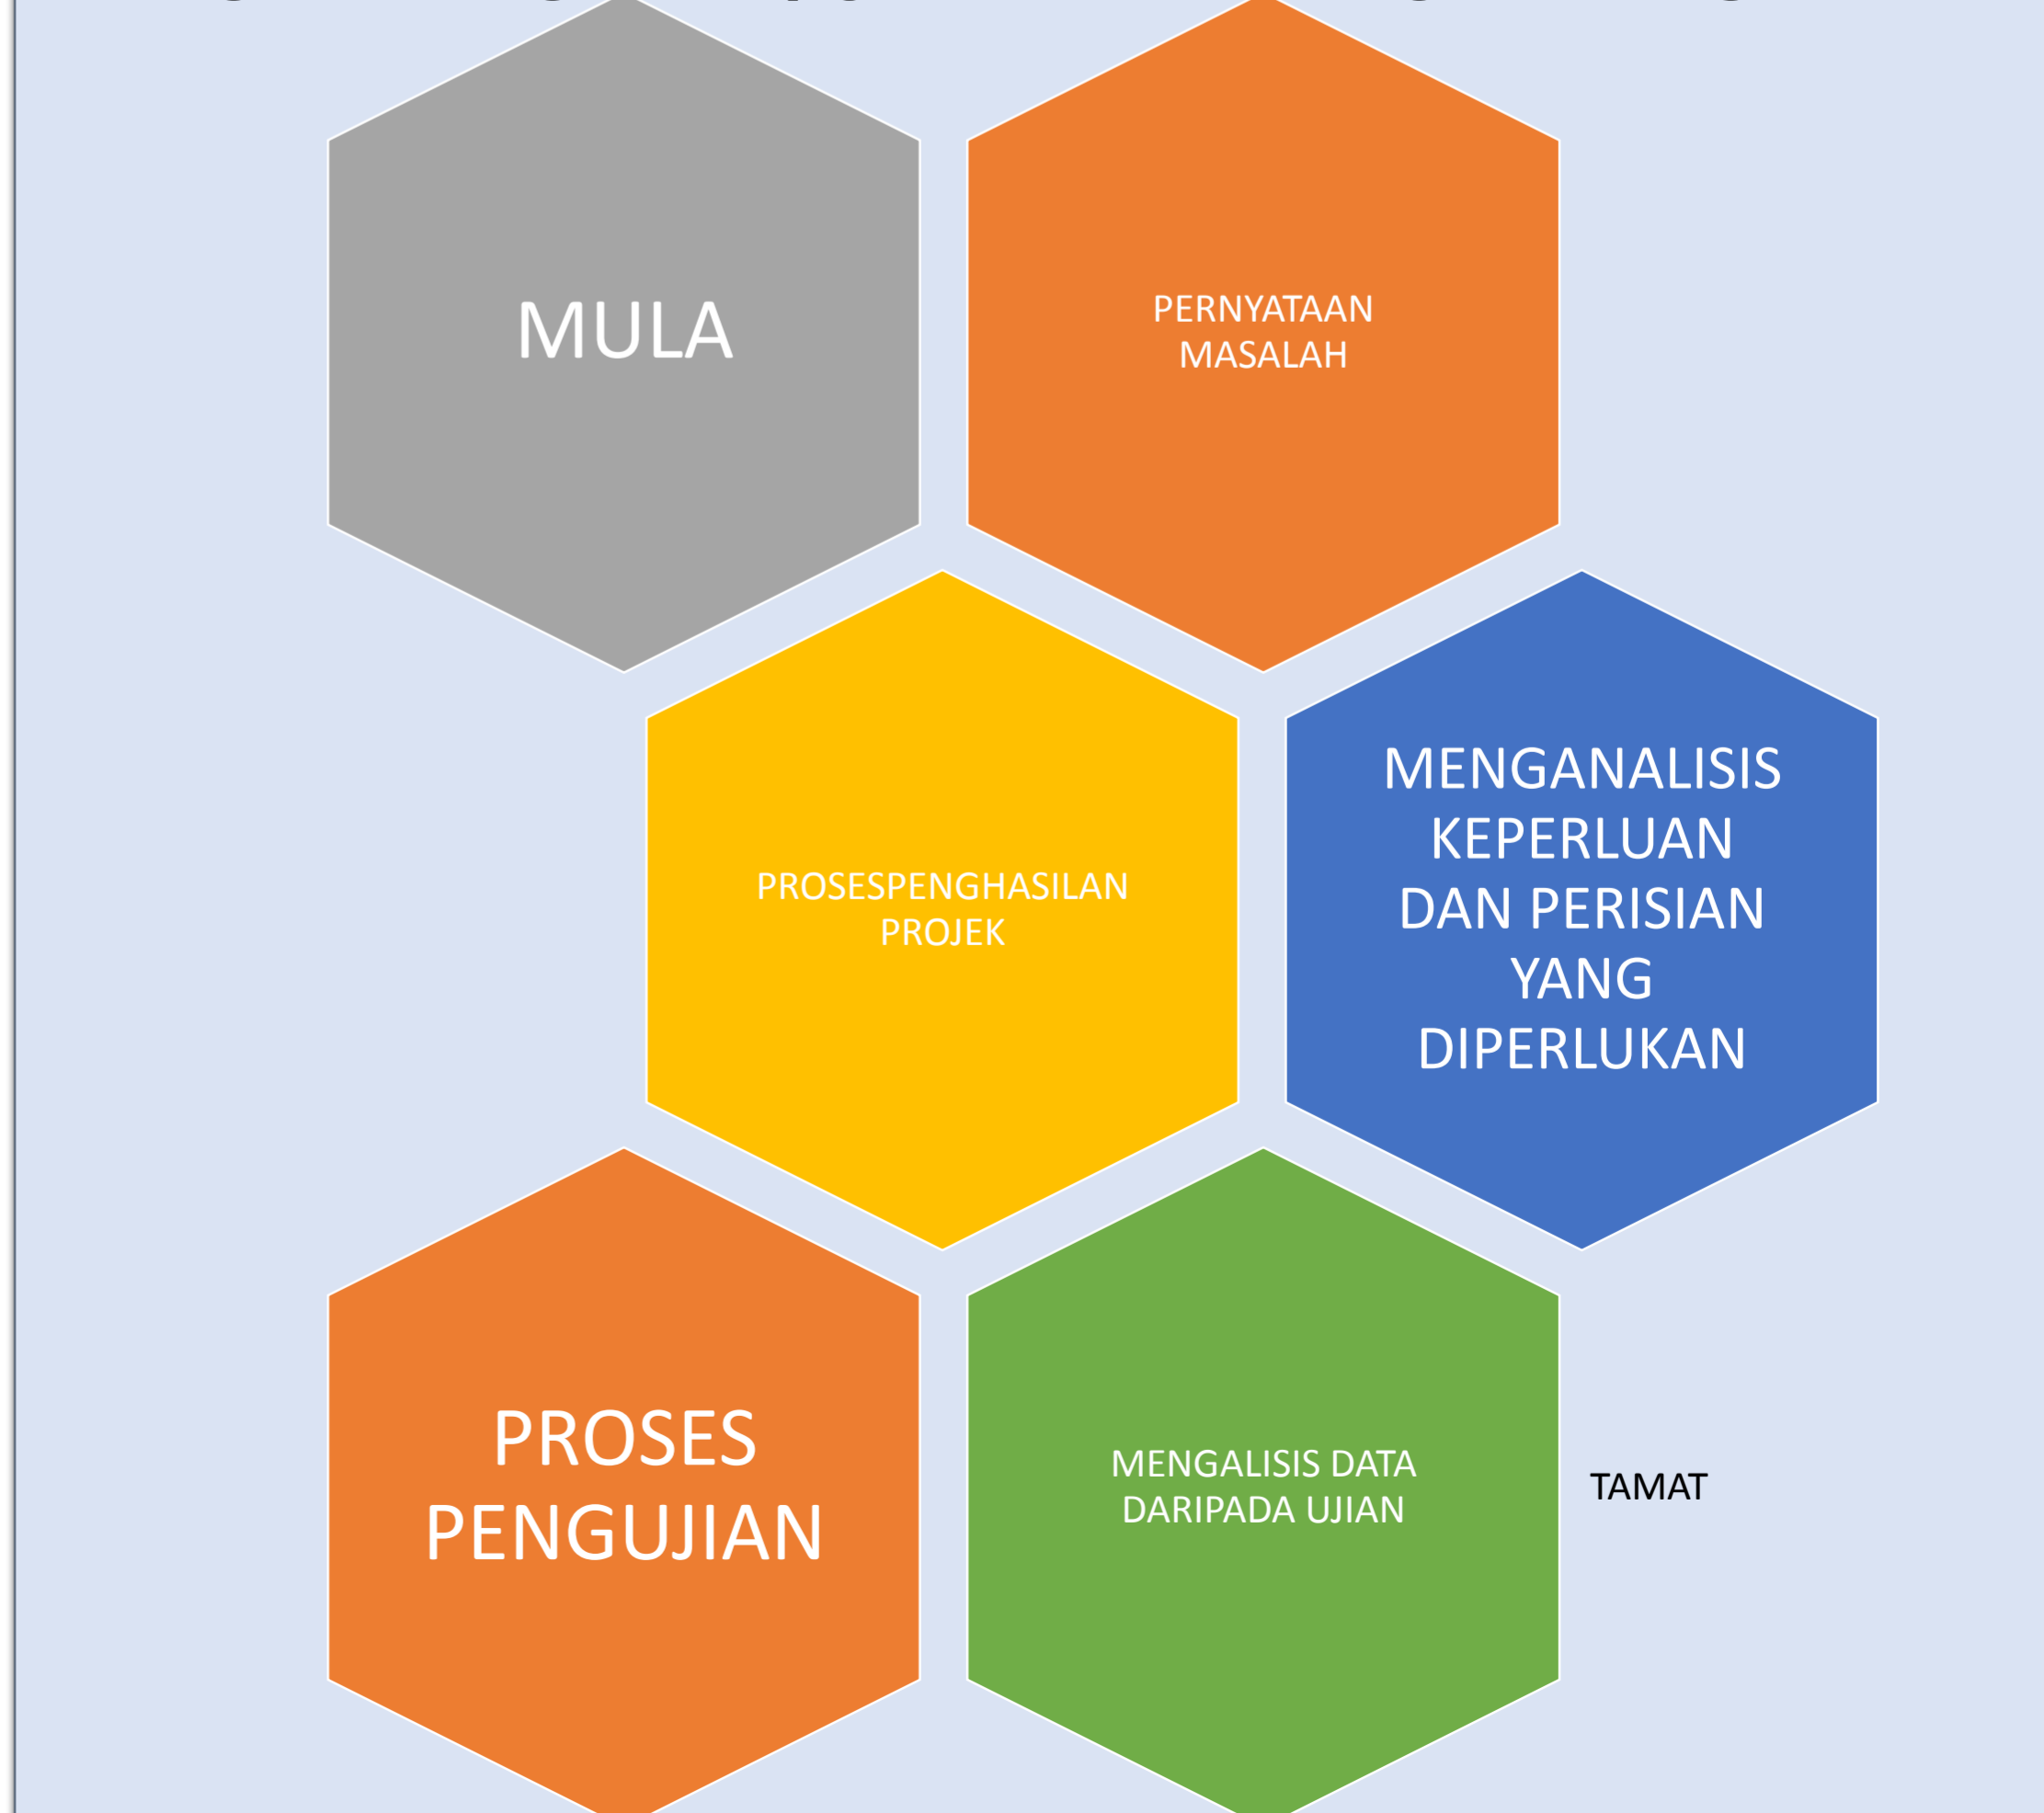 MULA
PERNYATAAN
MASALAH
PROSESPENGHASILAN
PROJEK
MENGANALISIS
KEPERLUAN
DAN PERISIAN
YANG
DIPERLUKAN
PROSES
PENGUJIAN
MENGALISIS DATA
DARIPADA UJIAN
TAMAT